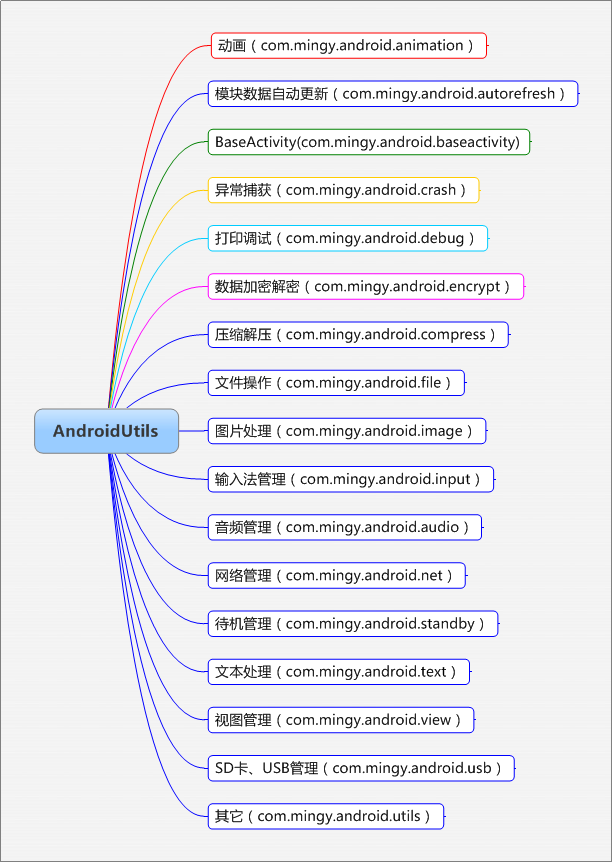 动画（com.mingy.android.animation）
模块数据自动更新（com.mingy.android.autorefresh）
BaseActivity(com.mingy.android.baseactivity)
异常捕获（com.mingy.android.crash）
打印调试（com.mingy.android.debug）
数据加密解密（com.mingy.android.encrypt）
压缩解压（com.mingy.android.compress）
文件操作（com.mingy.android.file）
AndroidUtils
图片处理（com.mingy.android.image）
输入法管理（com.mingy.android.input）
音频管理（com.mingy.android.audio）
网络管理（com.mingy.android.net）
待机管理（com.mingy.android.standby）
文本处理（com.mingy.android.text）
视图管理（com.mingy.android.view）
SD卡、USB管理（com.mingy.android.usb）
其它（com.mingy.android.utils）